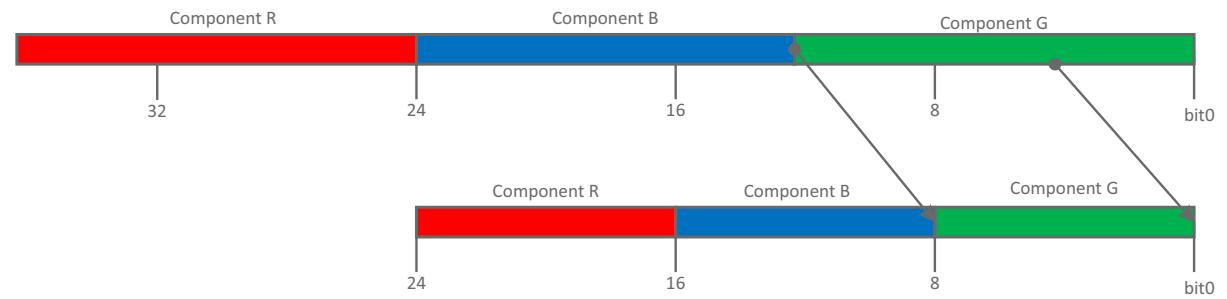 Component R
Component B
Component G
32
24
16
8
bit0
Component R
Component B
Component G
24
16
8
bit0